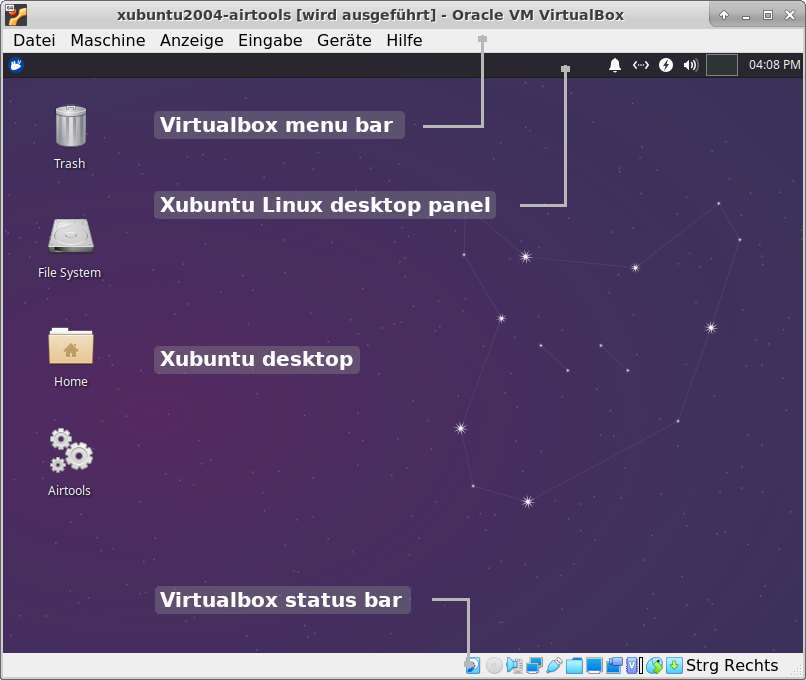 xubuntu2004-airtools [wird ausgeführt] - Oracle VM VirtualBox
Datei Maschine Anzeige Eingabe Geräte Hilfe
04:08 PM
Virtualbox menu bar
Trash
Xubuntu Linux desktop panel
File System
Xubuntu desktop
Home
Airtools
Virtualbox status bar
Strg Rechts